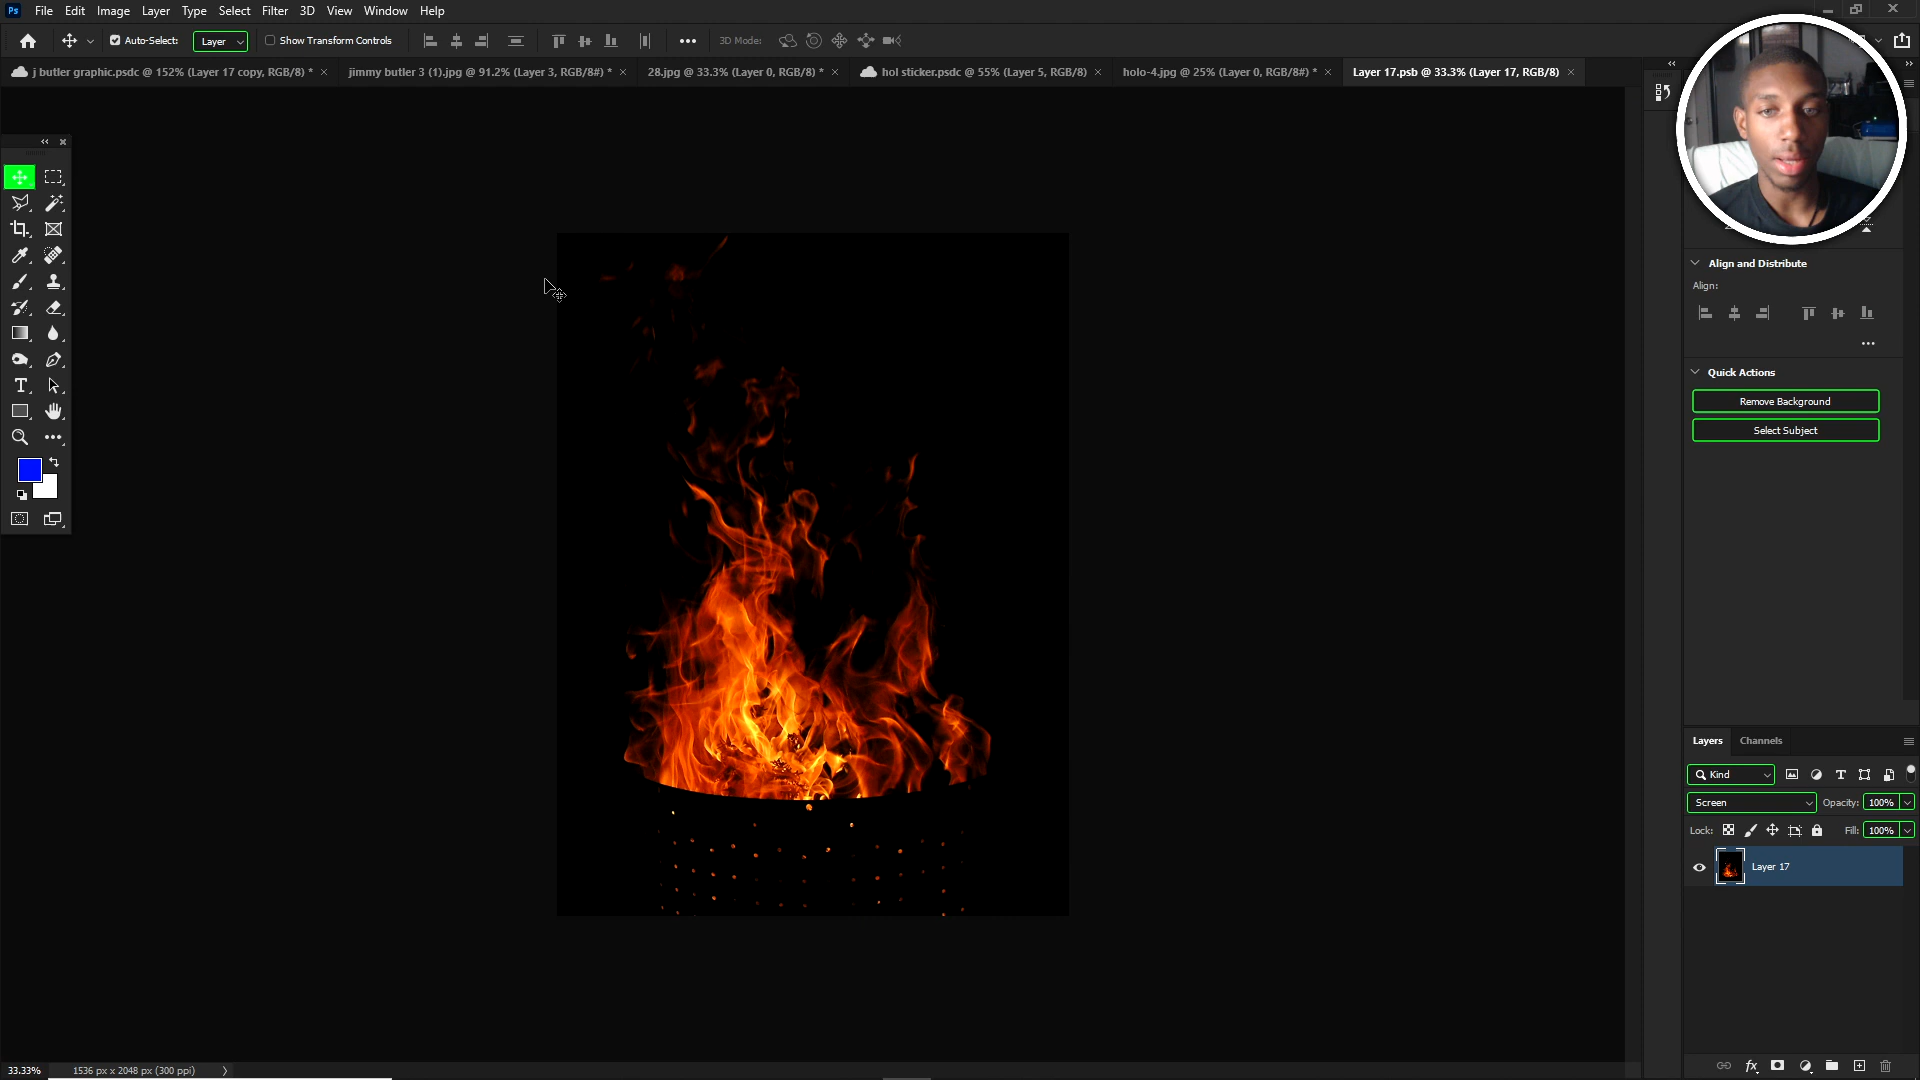 Ps File Edit Image Layer Type Select Filter 3D View Window Help
Auto-Select: Layer Show Transform Controls 3D Mode:
j butler graphic.psdc @ 152% (Layer 17 copy, RGB/8) * jimmy butler 3 (1).jpg @ 91.2% (Layer 3, RGB/8#) * 28.jpg @ 33.3% (Layer 0, RGB/8) * hol sticker.psdc @ 55% (Layer 5, RGB/8) holo-4.jpg @ 25% (Layer 0, RGB/8#) * Layer 17.psb @ 33.3% (Layer 17, RGB/8)
Align and Distribute
Align:
Quick Actions
Remove Background
Select Subject
Layers Channels
Kind
Screen Opacity: 100%
Lock: Fill: 100%
Layer 17
33.33% 1536 px x 2048 px (300 ppi)